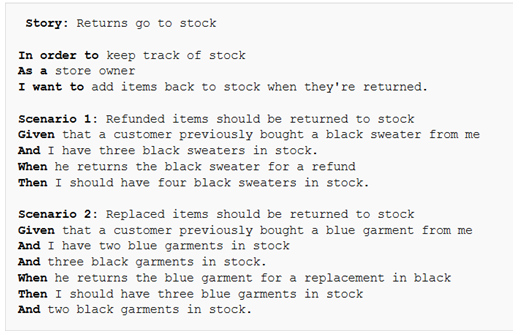 Story: Returns go to stock
In order to keep track of stock
As a store owner
I want to add items back to stock when they're returned.
Scenario 1: Refunded items should be returned to stock
Given that a customer previously bought a black sweater from me
And I have three black sweaters in stock.
When he returns the black sweater for a refund
Then I should have four black sweaters in stock.
Scenario 2: Replaced items should be returned to stock
Given that a customer previously bought a blue garment from me
And I have two blue garments in stock
And three black garments in stock.
When he returns the blue garment for a replacement in black
Then I should have three blue garments in stock
And two black garments in stock.